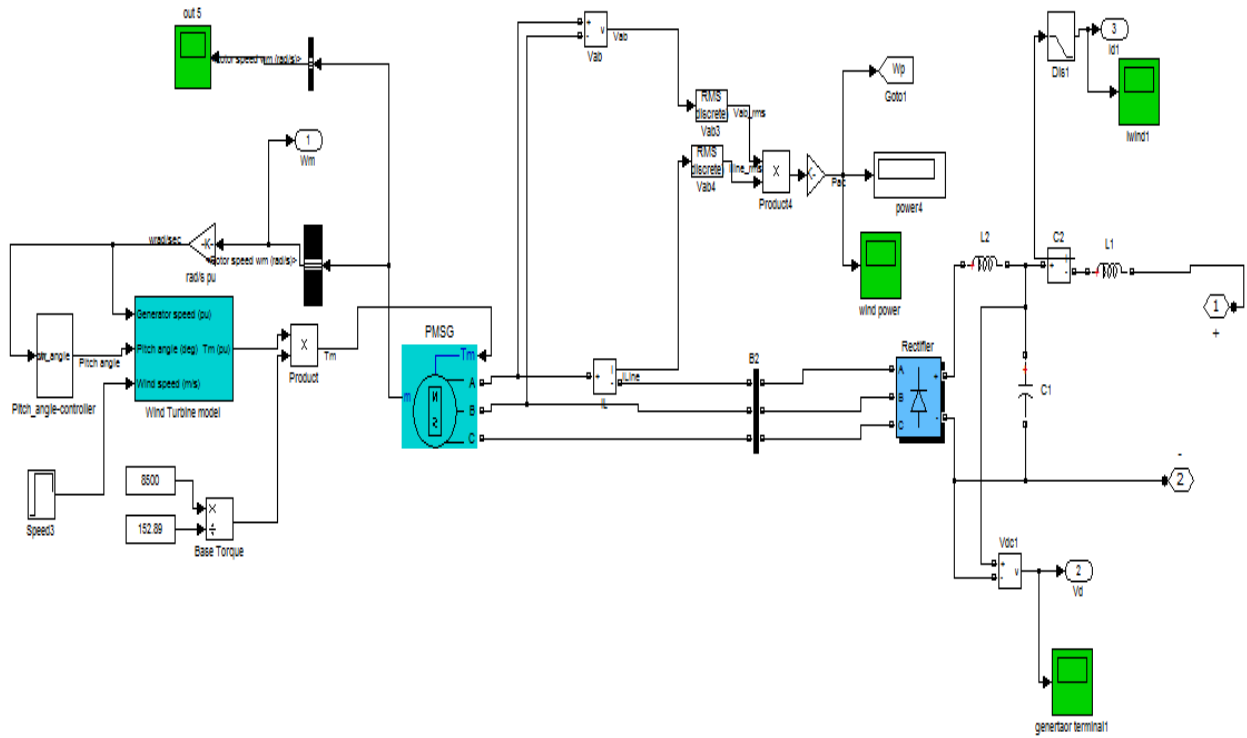 out 5
Rotor speed wm (rad/s)>
1
Wm
wrad/sec
-K-
<Rotor speed wm (rad/s)>
rad/s pu
Pitch angle
Pitch_angle-controller
Generator speed (pu)
Pitch angle (deg)
Tm (pu)
Wind speed (m/s)
Wind Turbine model
×
Product
Tm
Speed3
8500
152.89
×
÷
Base Torque
PMSG
Tm
m
N
S
A
B
C
+
-
v
Vab
Vab
RMS
(discrete)
Vab_rms
Vab3
RMS
(discrete)
Vab4
×
Product4
K-
Pac
Wp
Goto1
power4
wind power
+
i
-
ILine
IL
B2
Rectifier
A
B
C
+
-
L2
C2
+
i
-
L1
C1
Dis1
3
Id1
Iwind1
1
+
-
2
Vdc1
+
-
v
2
Vd
genertaor terminal1